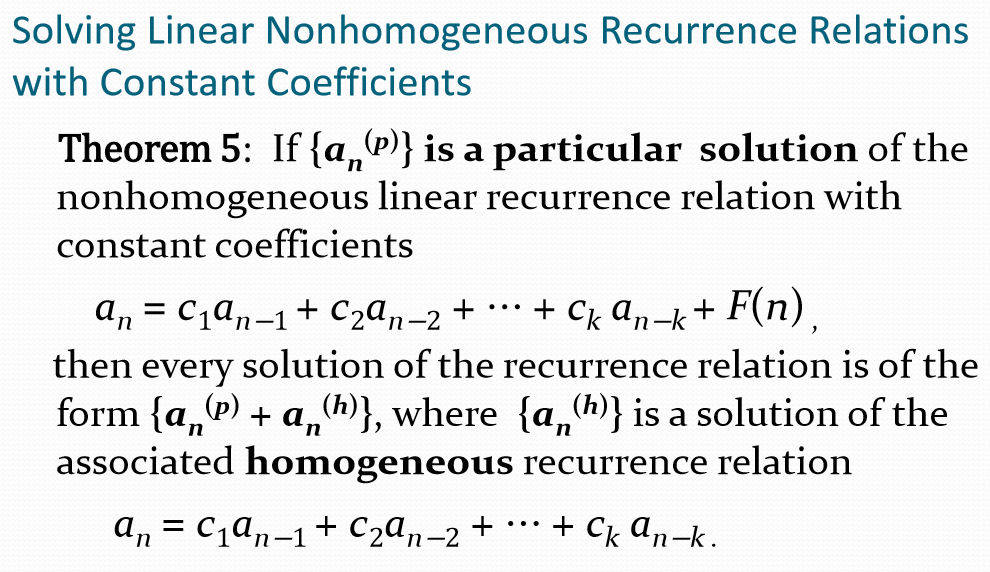 Solving Linear Nonhomogeneous Recurrence Relations
with Constant Coefficients
Theorem 5: If {aₙ⁽ᵖ⁾} is a particular solution of the
nonhomogeneous linear recurrence relation with
constant coefficients
aₙ = c₁aₙ₋₁ + c₂aₙ₋₂ + ⋯ + cₖ aₙ₋ₖ + F(n) ,
then every solution of the recurrence relation is of the
form {aₙ⁽ᵖ⁾ + aₙ⁽ʰ⁾}, where {aₙ⁽ʰ⁾} is a solution of the
associated homogeneous recurrence relation
aₙ = c₁aₙ₋₁ + c₂aₙ₋₂ + ⋯ + cₖ aₙ₋ₖ .